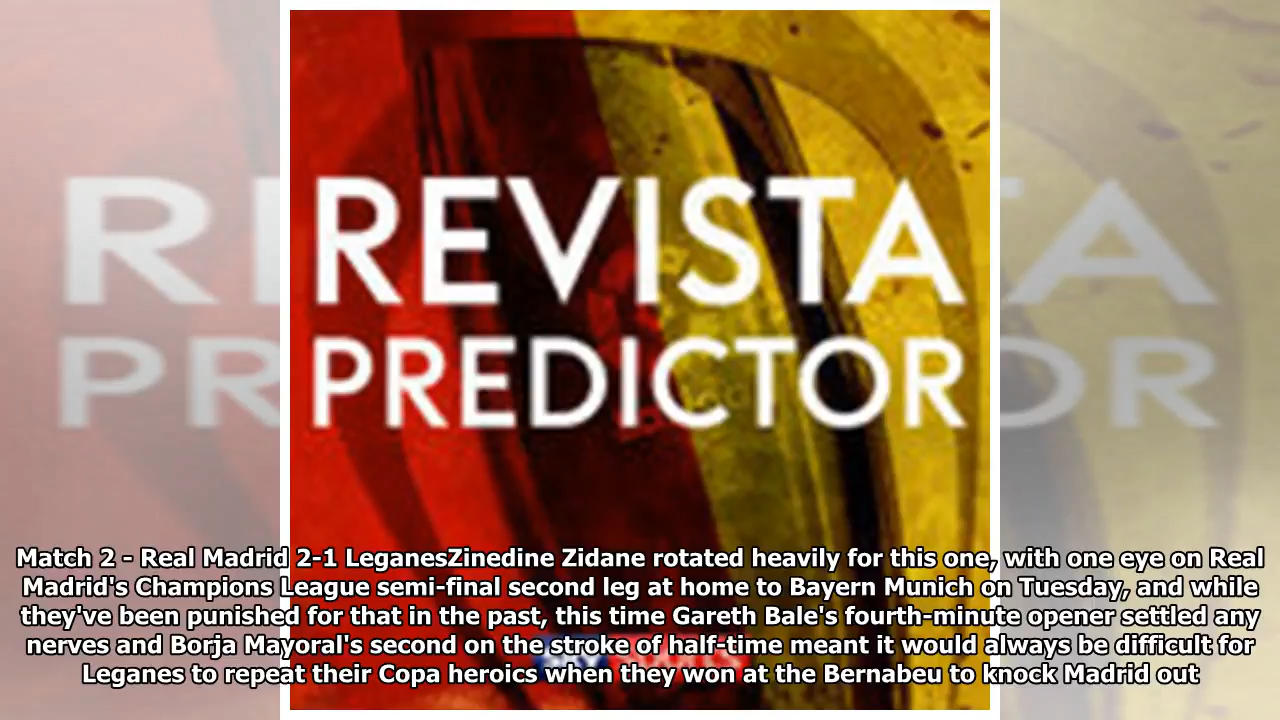 REVISTA
PREDICTOR
Match 2 - Real Madrid 2-1 LeganesZinedine Zidane rotated heavily for this one, with one eye on Real
Madrid's Champions League semi-final second leg at home to Bayern Munich on Tuesday, and while
they've been punished for that in the past, this time Gareth Bale's fourth-minute opener settled any
nerves and Borja Mayoral's second on the stroke of half-time meant it would always be difficult for
Leganes to repeat their Copa heroics when they won at the Bernabeu to knock Madrid out